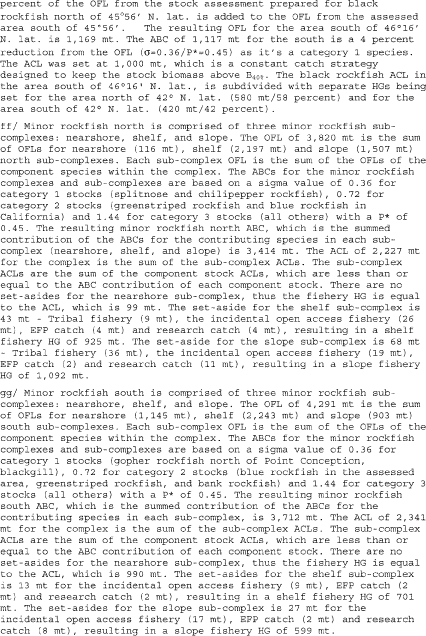 percent of the OFL from the stock assessment prepared for black
rockfish north of 45°56' N. lat. is added to the OFL from the assessed
area south of 45°56'.   The resulting OFL for the area south of 46°16'
N. lat. is 1,169 mt. The ABC of 1,117 mt for the south is a 4 percent
reduction from the OFL (σ=0.36/P*=0.45) as it's a category 1 species.
The ACL was set at 1,000 mt, which is a constant catch strategy
designed to keep the stock biomass above B40%. The black rockfish ACL in
the area south of 46°16' N. lat., is subdivided with separate HGs being
set for the area north of 42° N. lat. (580 mt/58 percent) and for the
area south of 42° N. lat. (420 mt/42 percent).
ff/ Minor rockfish north is comprised of three minor rockfish sub-
complexes: nearshore, shelf, and slope. The OFL of 3,820 mt is the sum
of OFLs for nearshore (116 mt), shelf (2,197 mt) and slope (1,507 mt)
north sub-complexes. Each sub-complex OFL is the sum of the OFLs of the
component species within the complex. The ABCs for the minor rockfish
complexes and sub-complexes are based on a sigma value of 0.36 for
category 1 stocks (splitnose and chilipepper rockfish), 0.72 for
category 2 stocks (greenstriped rockfish and blue rockfish in
California) and 1.44 for category 3 stocks (all others) with a P* of
0.45. The resulting minor rockfish north ABC, which is the summed
contribution of the ABCs for the contributing species in each sub-
complex (nearshore, shelf, and slope) is 3,414 mt. The ACL of 2,227 mt
for the complex is the sum of the sub-complex ACLs. The sub-complex
ACLs are the sum of the component stock ACLs, which are less than or
equal to the ABC contribution of each component stock. There are no
set-asides for the nearshore sub-complex, thus the fishery HG is equal
to the ACL, which is 99 mt. The set-aside for the shelf sub-complex is
43 mt - Tribal fishery (9 mt), the incidental open access fishery (26
mt), EFP catch (4 mt) and research catch (4 mt), resulting in a shelf
fishery HG of 925 mt. The set-aside for the slope sub-complex is 68 mt
- Tribal fishery (36 mt), the incidental open access fishery (19 mt),
EFP catch (2) and research catch (11 mt), resulting in a slope fishery
HG of 1,092 mt.
gg/ Minor rockfish south is comprised of three minor rockfish sub-
complexes: nearshore, shelf, and slope. The OFL of 4,291 mt is the sum
of OFLs for nearshore (1,145 mt), shelf (2,243 mt) and slope (903 mt)
south sub-complexes. Each sub-complex OFL is the sum of the OFLs of the
component species within the complex. The ABCs for the minor rockfish
complexes and sub-complexes are based on a sigma value of 0.36 for
category 1 stocks (gopher rockfish north of Point Conception,
blackgill), 0.72 for category 2 stocks (blue rockfish in the assessed
area, greenstriped rockfish, and bank rockfish) and 1.44 for category 3
stocks (all others) with a P* of 0.45. The resulting minor rockfish
south ABC, which is the summed contribution of the ABCs for the
contributing species in each sub-complex, is 3,712 mt. The ACL of 2,341
mt for the complex is the sum of the sub-complex ACLs. The sub-complex
ACLs are the sum of the component stock ACLs, which are less than or
equal to the ABC contribution of each component stock. There are no
set-asides for the nearshore sub-complex, thus the fishery HG is equal
to the ACL, which is 990 mt. The set-asides for the shelf sub-complex
is 13 mt for the incidental open access fishery (9 mt), EFP catch (2
mt) and research catch (2 mt), resulting in a shelf fishery HG of 701
mt. The set-asides for the slope sub-complex is 27 mt for the
incidental open access fishery (17 mt), EFP catch (2 mt) and research
catch (8 mt), resulting in a slope fishery HG of 599 mt.